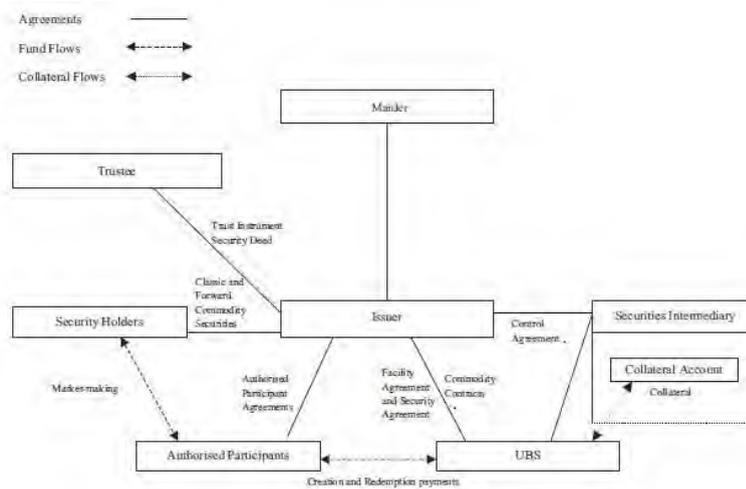 Agreements
Fund Flows
Collateral Flows
Manler
Trustee
Trust Instrument
Security Deed
Classic and
Forward
Commodity
Securities
Security Holders
Issuer
Control
Agreement
Securities Intermediary
Collateral Account
Collateral
Market-making
Authorised
Participant
Agreements
Facility
Agreement
and Security
Agreement
Commodity
Contracts
Authorised Participants
UBS
Creation and Redemption payments